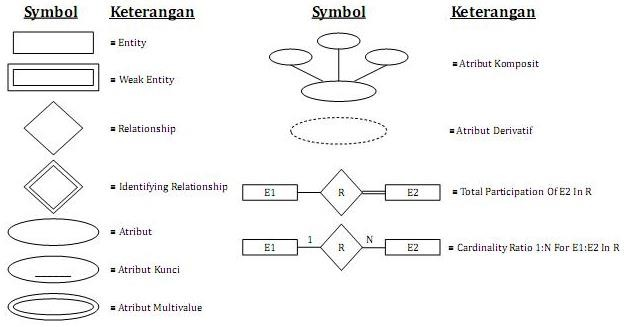 Symbol Keterangan
= Entity
= Weak Entity
= Relationship
= Identifying Relationship
= Atribut
= Atribut Kunci
= Atribut Multivalue
Symbol Keterangan
= Atribut Komposit
= Atribut Derivatif
E1 R E2 = Total Participation Of E2 In R
E1 1 R N E2 = Cardinality Ratio 1:N For E1:E2 In R